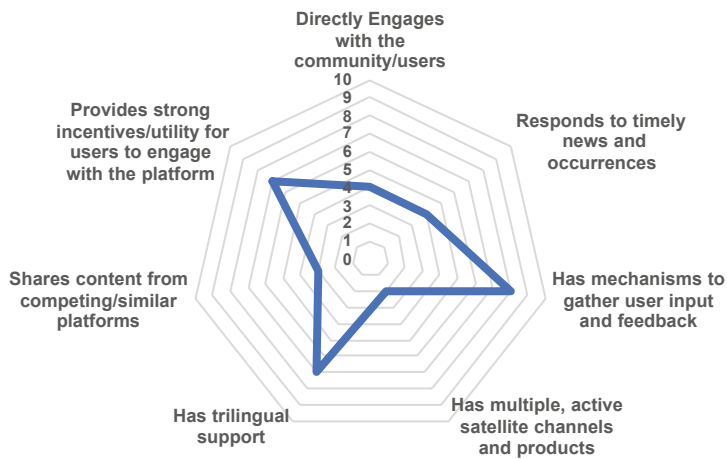 Directly Engages
with the
community/users
10
9
8
7
6
5
4
3
2
1
0
Responds to timely
news and
occurrences
Has mechanisms to
gather user input
and feedback
Has multiple, active
satellite channels
and products
Has trilingual
support
Shares content from
competing/similar
platforms
Provides strong
incentives/utility for
users to engage
with the platform